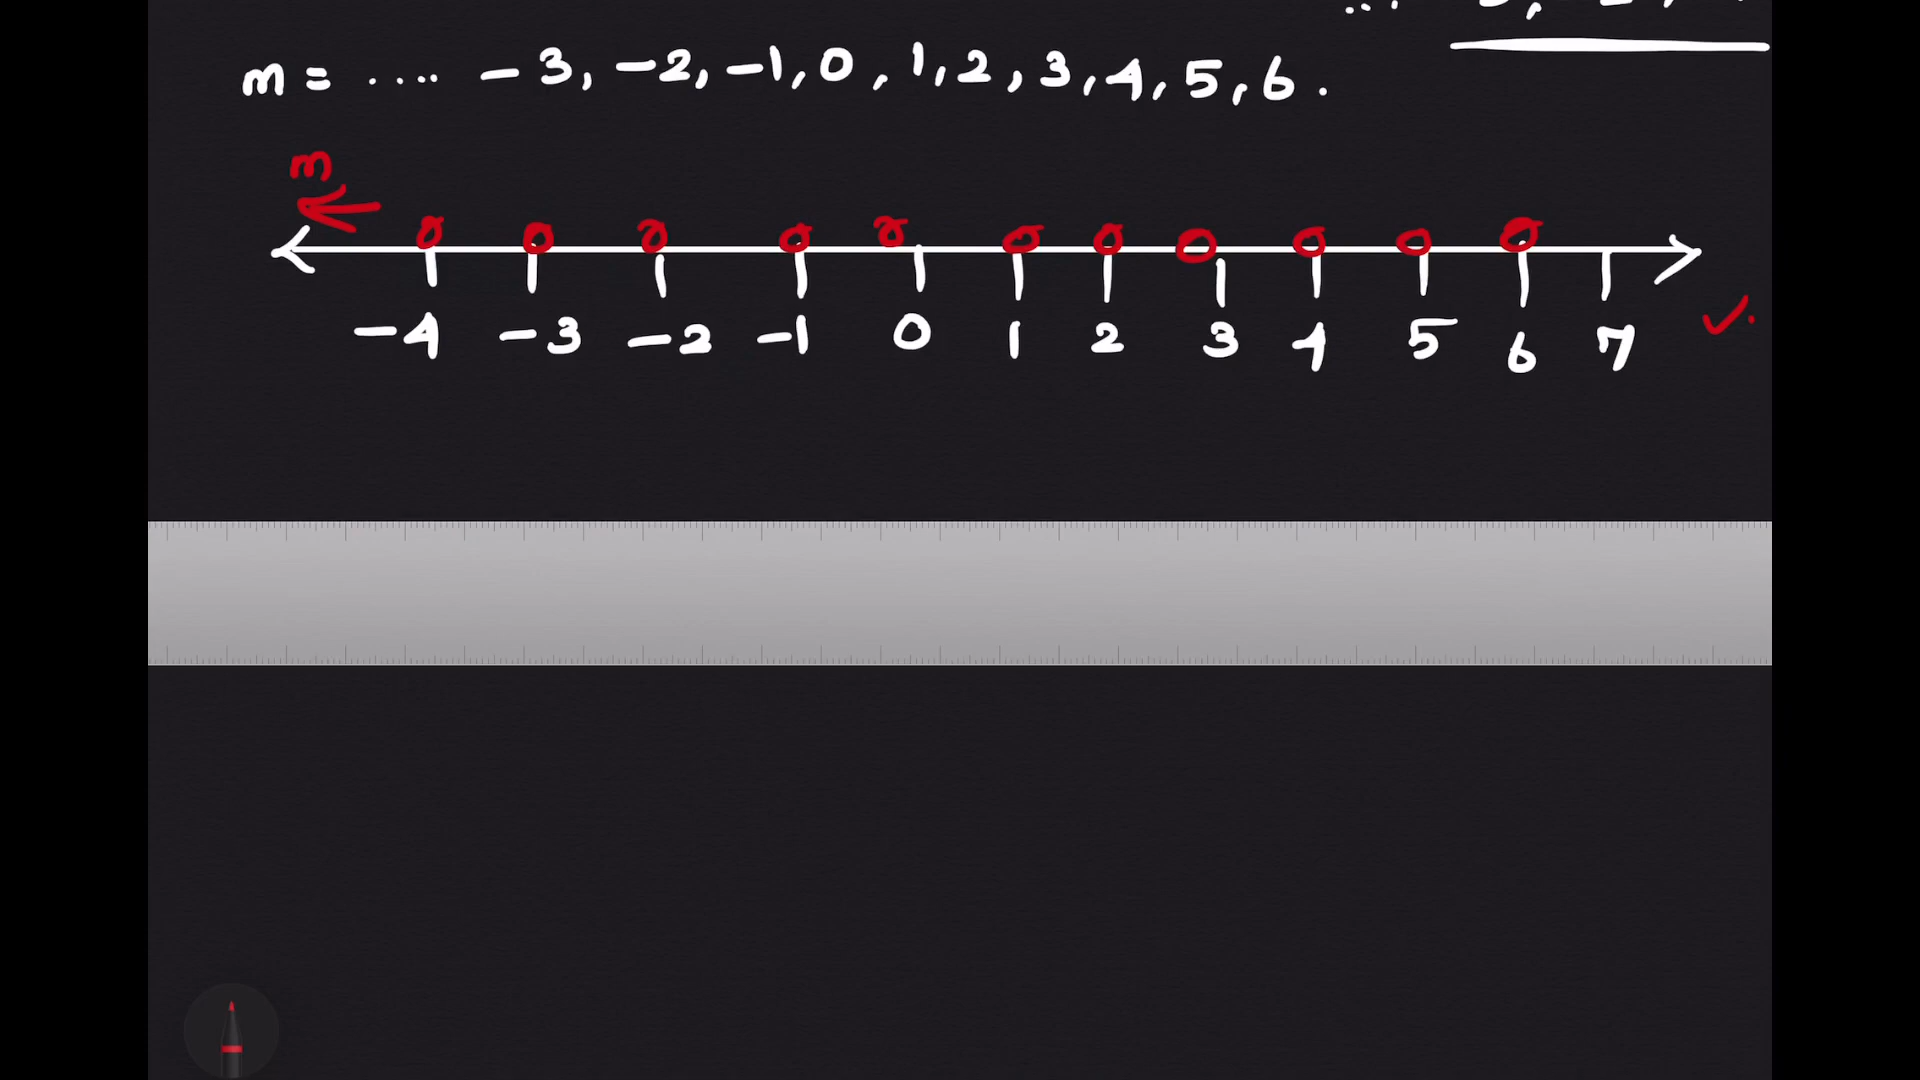 m = .... -3, -2, -1, 0, 1, 2, 3, 4, 5, 6.
m
-4 -3 -2 -1 0 1 2 3 4 5 6 7